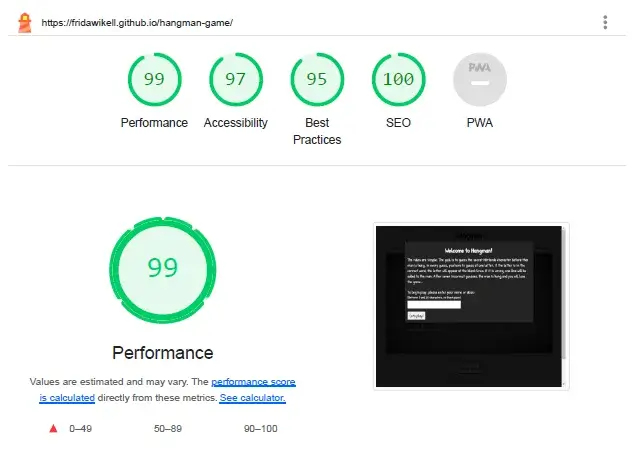 https://fridawikell.github.io/hangman-game/
99 97 95 100 PWA
Performance Accessibility Best Practices SEO PWA
99
Performance
Values are estimated and may vary. The performance score
is calculated directly from these metrics. See calculator.
0–49 50–89 90–100
Welcome to Hangman!